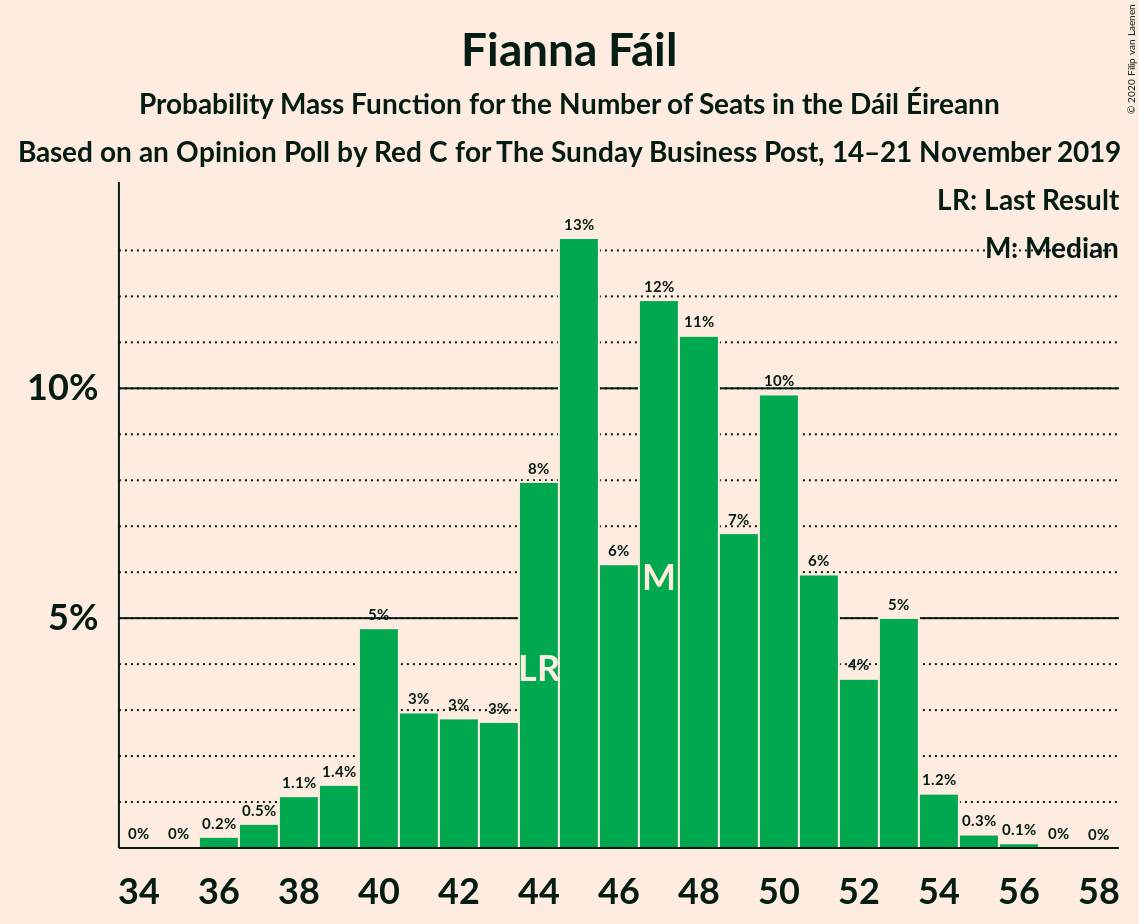 Fianna Fáil
Probability Mass Function for the Number of Seats in the Dáil Éireann
Based on an Opinion Poll by Red C for The Sunday Business Post, 14–21 November 2019
© 2020 Filip van Laenen
LR: Last Result
M: Median
10%
5%
0% 0% 0.2% 0.5% 1.1% 1.4% 5% 3% 3% 3% 8% 13% 6% 12% 11% 7% 10% 6% 4% 5% 1.2% 0.3% 0.1% 0% 0%
LR
M
34 36 38 40 42 44 46 48 50 52 54 56 58